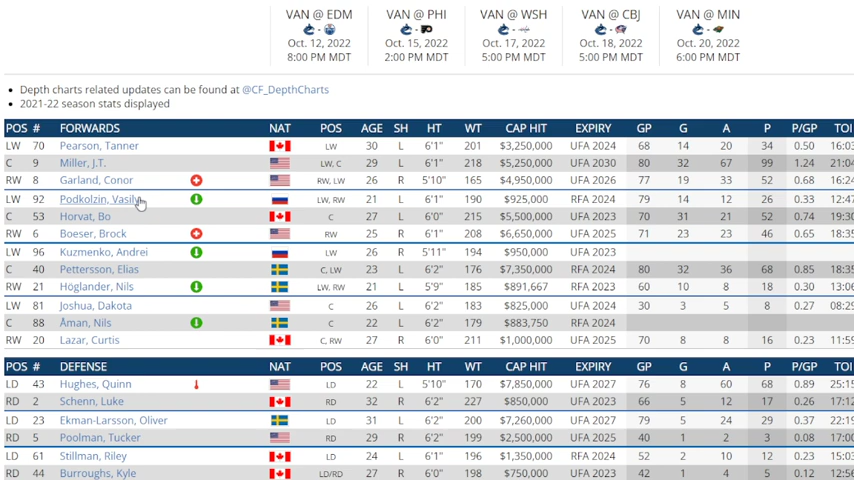 VAN @ EDM VAN @ PHI VAN @ WSH VAN @ CBJ VAN @ MIN
Oct. 12, 2022 Oct. 15, 2022 Oct. 17, 2022 Oct. 18, 2022 Oct. 20, 2022
8:00 PM MDT 2:00 PM MDT 5:00 PM MDT 5:00 PM MDT 6:00 PM MDT
• Depth charts related updates can be found at @CF_DepthCharts
• 2021-22 season stats displayed
POS # FORWARDS NAT POS AGE SH HT WT CAP HIT EXPIRY GP G A P P/GP TOI
LW 70 Pearson, Tanner LW 30 L 6'1" 201 $3,250,000 UFA 2024 68 14 20 34 0.50 16:03
C 9 Miller, J.T. LW, C 29 L 6'1" 218 $5,250,000 UFA 2030 80 32 67 99 1.24 21:04
RW 8 Garland, Conor RW, LW 26 R 5'10" 165 $4,950,000 UFA 2026 77 19 33 52 0.68 16:24
LW 92 Podkolzin, Vasily LW, RW 21 L 6'1" 190 $925,000 RFA 2024 79 14 12 26 0.33 12:47
C 53 Horvat, Bo C 27 L 6'0" 215 $5,500,000 UFA 2023 70 31 21 52 0.74 19:30
RW 6 Boeser, Brock RW 25 R 6'1" 208 $6,650,000 UFA 2025 71 23 23 46 0.65 18:35
LW 96 Kuzmenko, Andrei LW 26 R 5'11" 194 $950,000 UFA 2023
C 40 Pettersson, Elias C, LW 23 L 6'2" 176 $7,350,000 RFA 2024 80 32 36 68 0.85 18:35
RW 21 Höglander, Nils LW, RW 21 L 5'9" 185 $891,667 RFA 2023 60 10 8 18 0.30 13:06
LW 81 Joshua, Dakota C 26 L 6'3" 183 $825,000 UFA 2024 30 3 5 8 0.27 08:29
C 88 Åman, Nils C 22 L 6'2" 179 $883,750 RFA 2024
RW 20 Lazar, Curtis C, RW 27 R 6'0" 211 $1,000,000 UFA 2025 70 8 8 16 0.23 11:59
POS # DEFENSE NAT POS AGE SH HT WT CAP HIT EXPIRY GP G A P P/GP TOI
LD 43 Hughes, Quinn LD 22 L 5'10" 170 $7,850,000 UFA 2027 76 8 60 68 0.89 25:15
RD 2 Schenn, Luke RD 32 R 6'2" 227 $850,000 UFA 2023 66 5 12 17 0.26 17:12
LD 23 Ekman-Larsson, Oliver LD 31 L 6'2" 200 $7,260,000 UFA 2027 79 5 24 29 0.37 22:19
RD 5 Poolman, Tucker RD 29 R 6'2" 199 $2,500,000 UFA 2025 40 1 2 3 0.08 17:00
LD 61 Stillman, Riley LD 24 L 6'1" 196 $1,350,000 RFA 2024 52 2 10 12 0.23 15:03
RD 44 Burroughs, Kyle LD/RD 27 R 6'0" 198 $750,000 UFA 2023 42 1 4 5 0.12 12:56